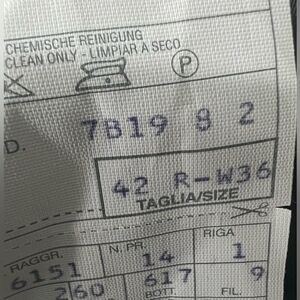 CHEMISCHE REINIGUNG
CLEAN ONLY - LIMPIAR A SECO
P
D. 7B19 8 2
42 R-W36
TAGLIA/SIZE
RAGGR. N. PR. RIGA
6151 14 1
260 617 9
BOTT. FIL.